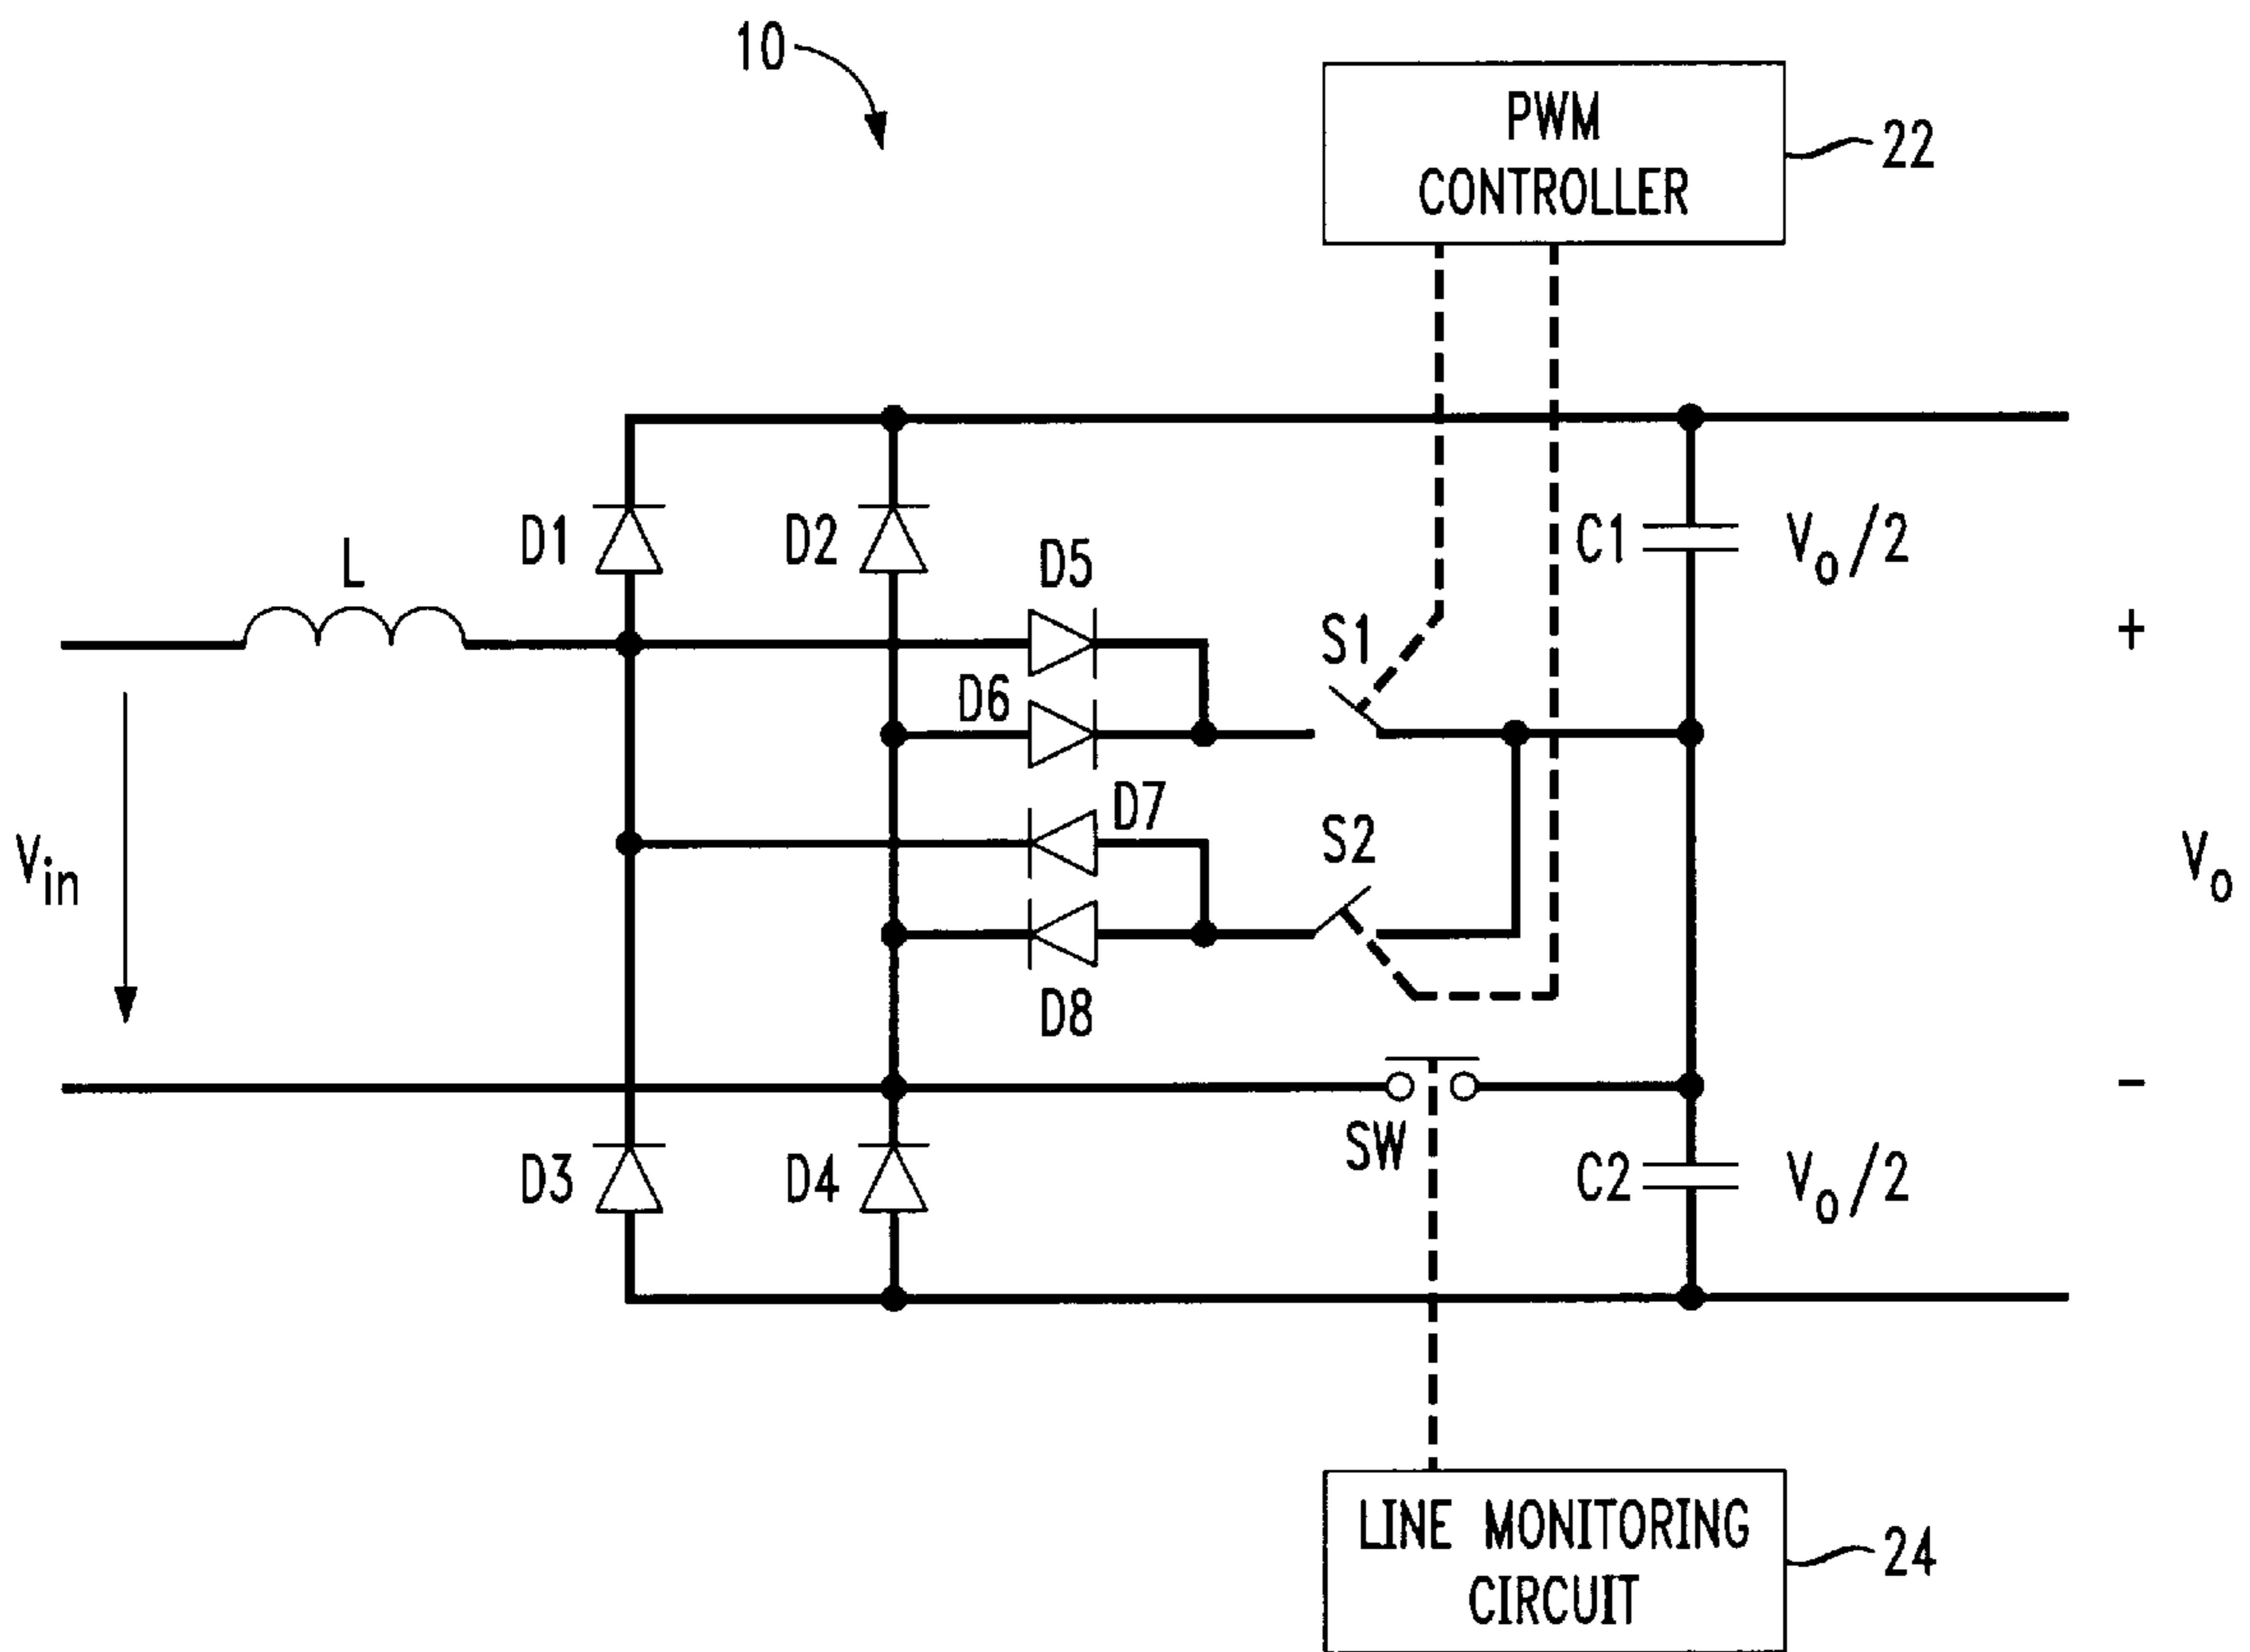 10
PWM
CONTROLLER
22
D1
D2
C1
Vo/2
L
D5
S1
+
D6
D7
S2
Vin
Vo
D8
-
SW
D3
D4
C2
Vo/2
LINE MONITORING
CIRCUIT
24